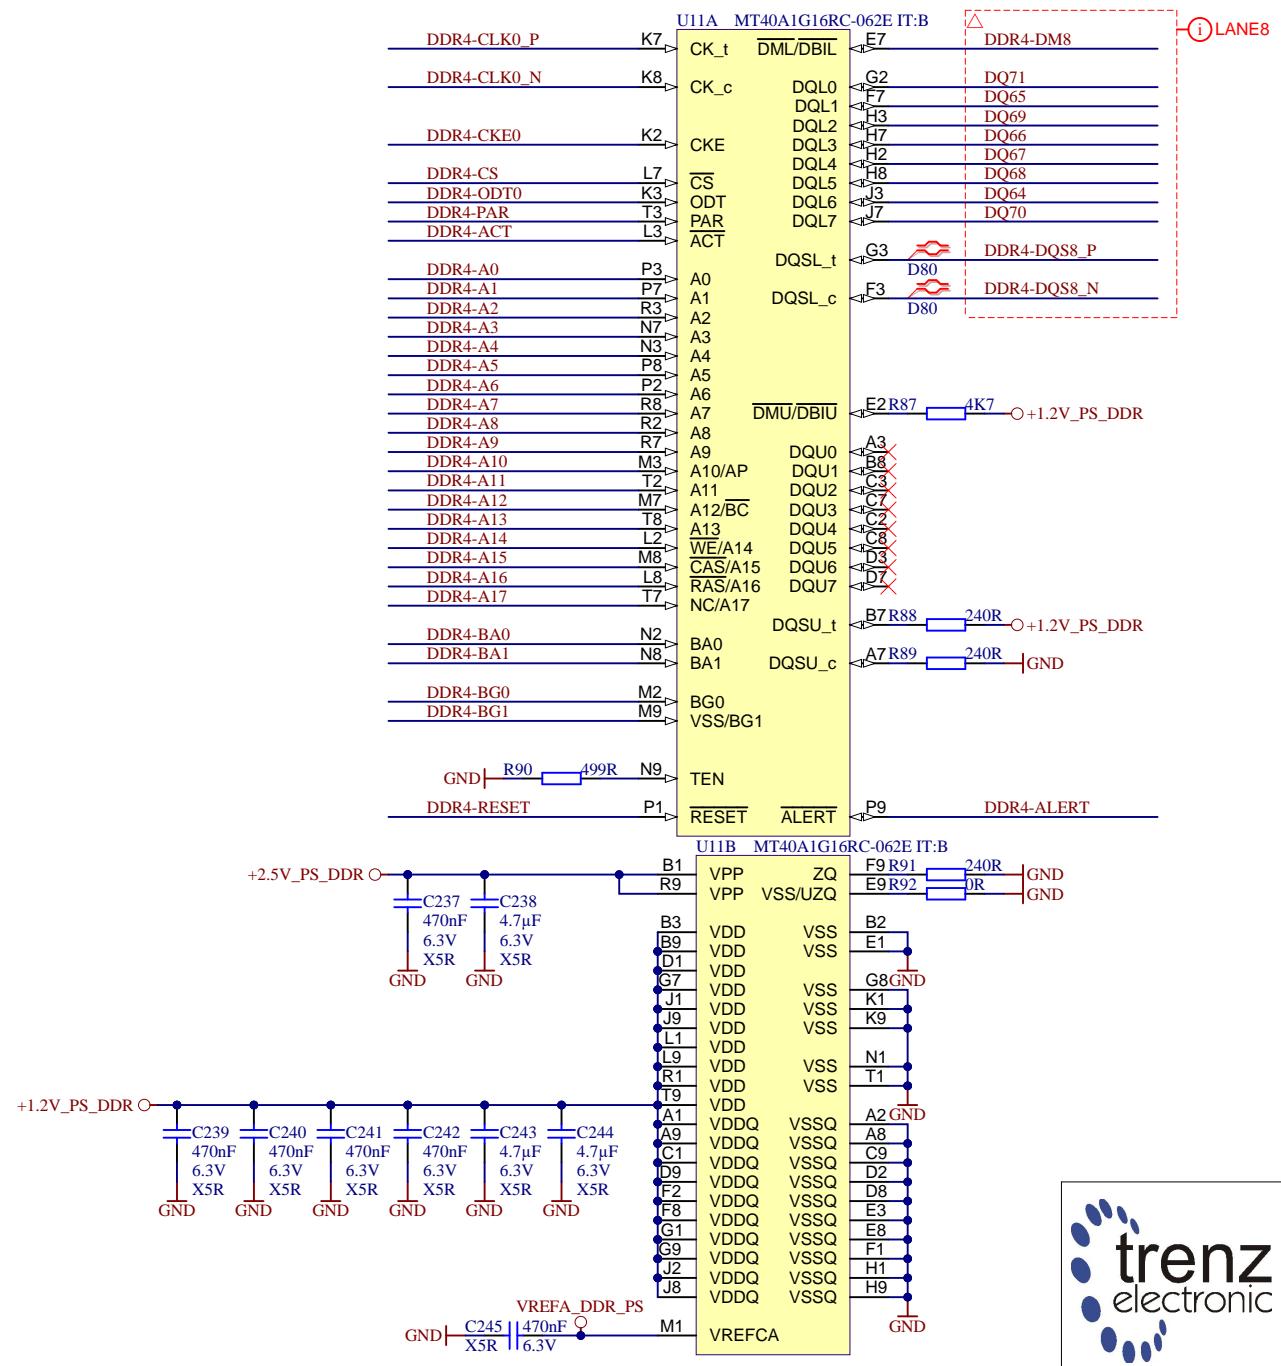 U11A MT40A1G16RC-062E IT:B
LANE8
DDR4-CLK0_P K7 CK_t DML/DBIL E7 DDR4-DM8
DDR4-CLK0_N K8 CK_c DQL0 G2 DQ71
DQL1 F7 DQ65
DQL2 H3 DQ69
DDR4-CKE0 K2 CKE DQL3 H7 DQ66
DQL4 H2 DQ67
DDR4-CS L7 CS DQL5 H8 DQ68
DDR4-ODT0 K3 ODT DQL6 J3 DQ64
DDR4-PAR T3 PAR DQL7 J7 DQ70
DDR4-ACT L3 ACT
DQSL_t G3 D80 DDR4-DQS8_P
DDR4-A0 P3 A0
DDR4-A1 P7 A1 DQSL_c F3 D80 DDR4-DQS8_N
DDR4-A2 R3 A2
DDR4-A3 N7 A3
DDR4-A4 N3 A4
DDR4-A5 P8 A5
DDR4-A6 P2 A6
DDR4-A7 R8 A7 DMU/DBIU E2 R87 4K7 +1.2V_PS_DDR
DDR4-A8 R2 A8
DDR4-A9 R7 A9 DQU0 A3
DDR4-A10 M3 A10/AP DQU1 B8
DDR4-A11 T2 A11 DQU2 C3
DDR4-A12 M7 A12/BC DQU3 C7
DDR4-A13 T8 A13 DQU4 C2
DDR4-A14 L2 WE/A14 DQU5 C8
DDR4-A15 M8 CAS/A15 DQU6 D3
DDR4-A16 L8 RAS/A16 DQU7 D7
DDR4-A17 T7 NC/A17
DQSU_t B7 R88 240R +1.2V_PS_DDR
DDR4-BA0 N2 BA0
DDR4-BA1 N8 BA1 DQSU_c A7 R89 240R GND
DDR4-BG0 M2 BG0
DDR4-BG1 M9 VSS/BG1
GND R90 499R N9 TEN
DDR4-RESET P1 RESET ALERT P9 DDR4-ALERT
U11B MT40A1G16RC-062E IT:B
+2.5V_PS_DDR B1 VPP ZQ F9 R91 240R GND
R9 VPP VSS/UZQ E9 R92 0R GND
C237 C238
470nF 4.7µF
6.3V 6.3V
X5R X5R
GND GND
B3 VDD VSS B2
B9 VDD VSS E1
D1 VDD GND
G7 VDD VSS G8
J1 VDD VSS K1
J9 VDD VSS K9
L1 VDD
L9 VDD VSS N1
R1 VDD VSS T1
+1.2V_PS_DDR T9 VDD GND
A1 VDDQ VSSQ A2
A9 VDDQ VSSQ A8
C1 VDDQ VSSQ C9
D9 VDDQ VSSQ D2
F2 VDDQ VSSQ D8
F8 VDDQ VSSQ E3
G1 VDDQ VSSQ E8
G9 VDDQ VSSQ F1
J2 VDDQ VSSQ H1
J8 VDDQ VSSQ H9
GND
C239 C240 C241 C242 C243 C244
470nF 470nF 470nF 470nF 4.7µF 4.7µF
6.3V 6.3V 6.3V 6.3V 6.3V 6.3V
X5R X5R X5R X5R X5R X5R
GND GND GND GND GND GND
VREFA_DDR_PS
GND C245 470nF M1 VREFCA
X5R 6.3V
trenz
electronic